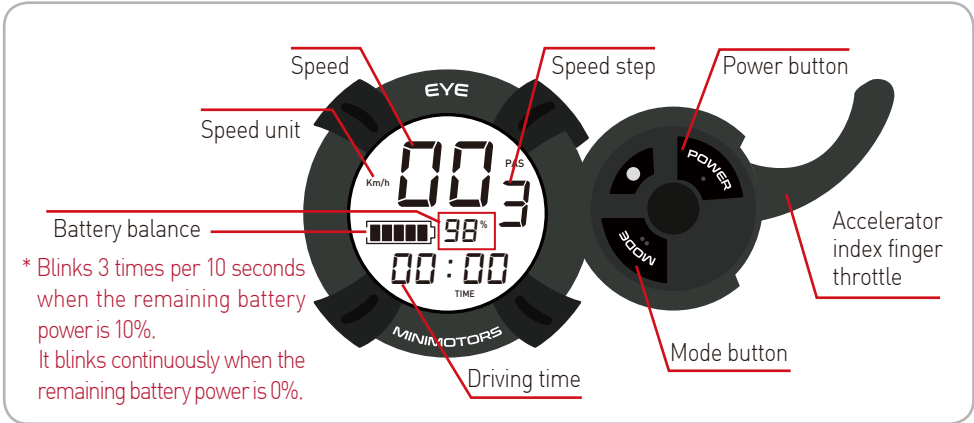 Speed
Speed step
Power button
Speed unit
EYE
00
PAS
3
Km/h
POWER
Battery balance
98%
MODE
Accelerator
index finger
throttle
* Blinks 3 times per 10 seconds
when the remaining battery
power is 10%.
It blinks continuously when the
remaining battery power is 0%.
00:00
TIME
MINIMOTORS
Mode button
Driving time